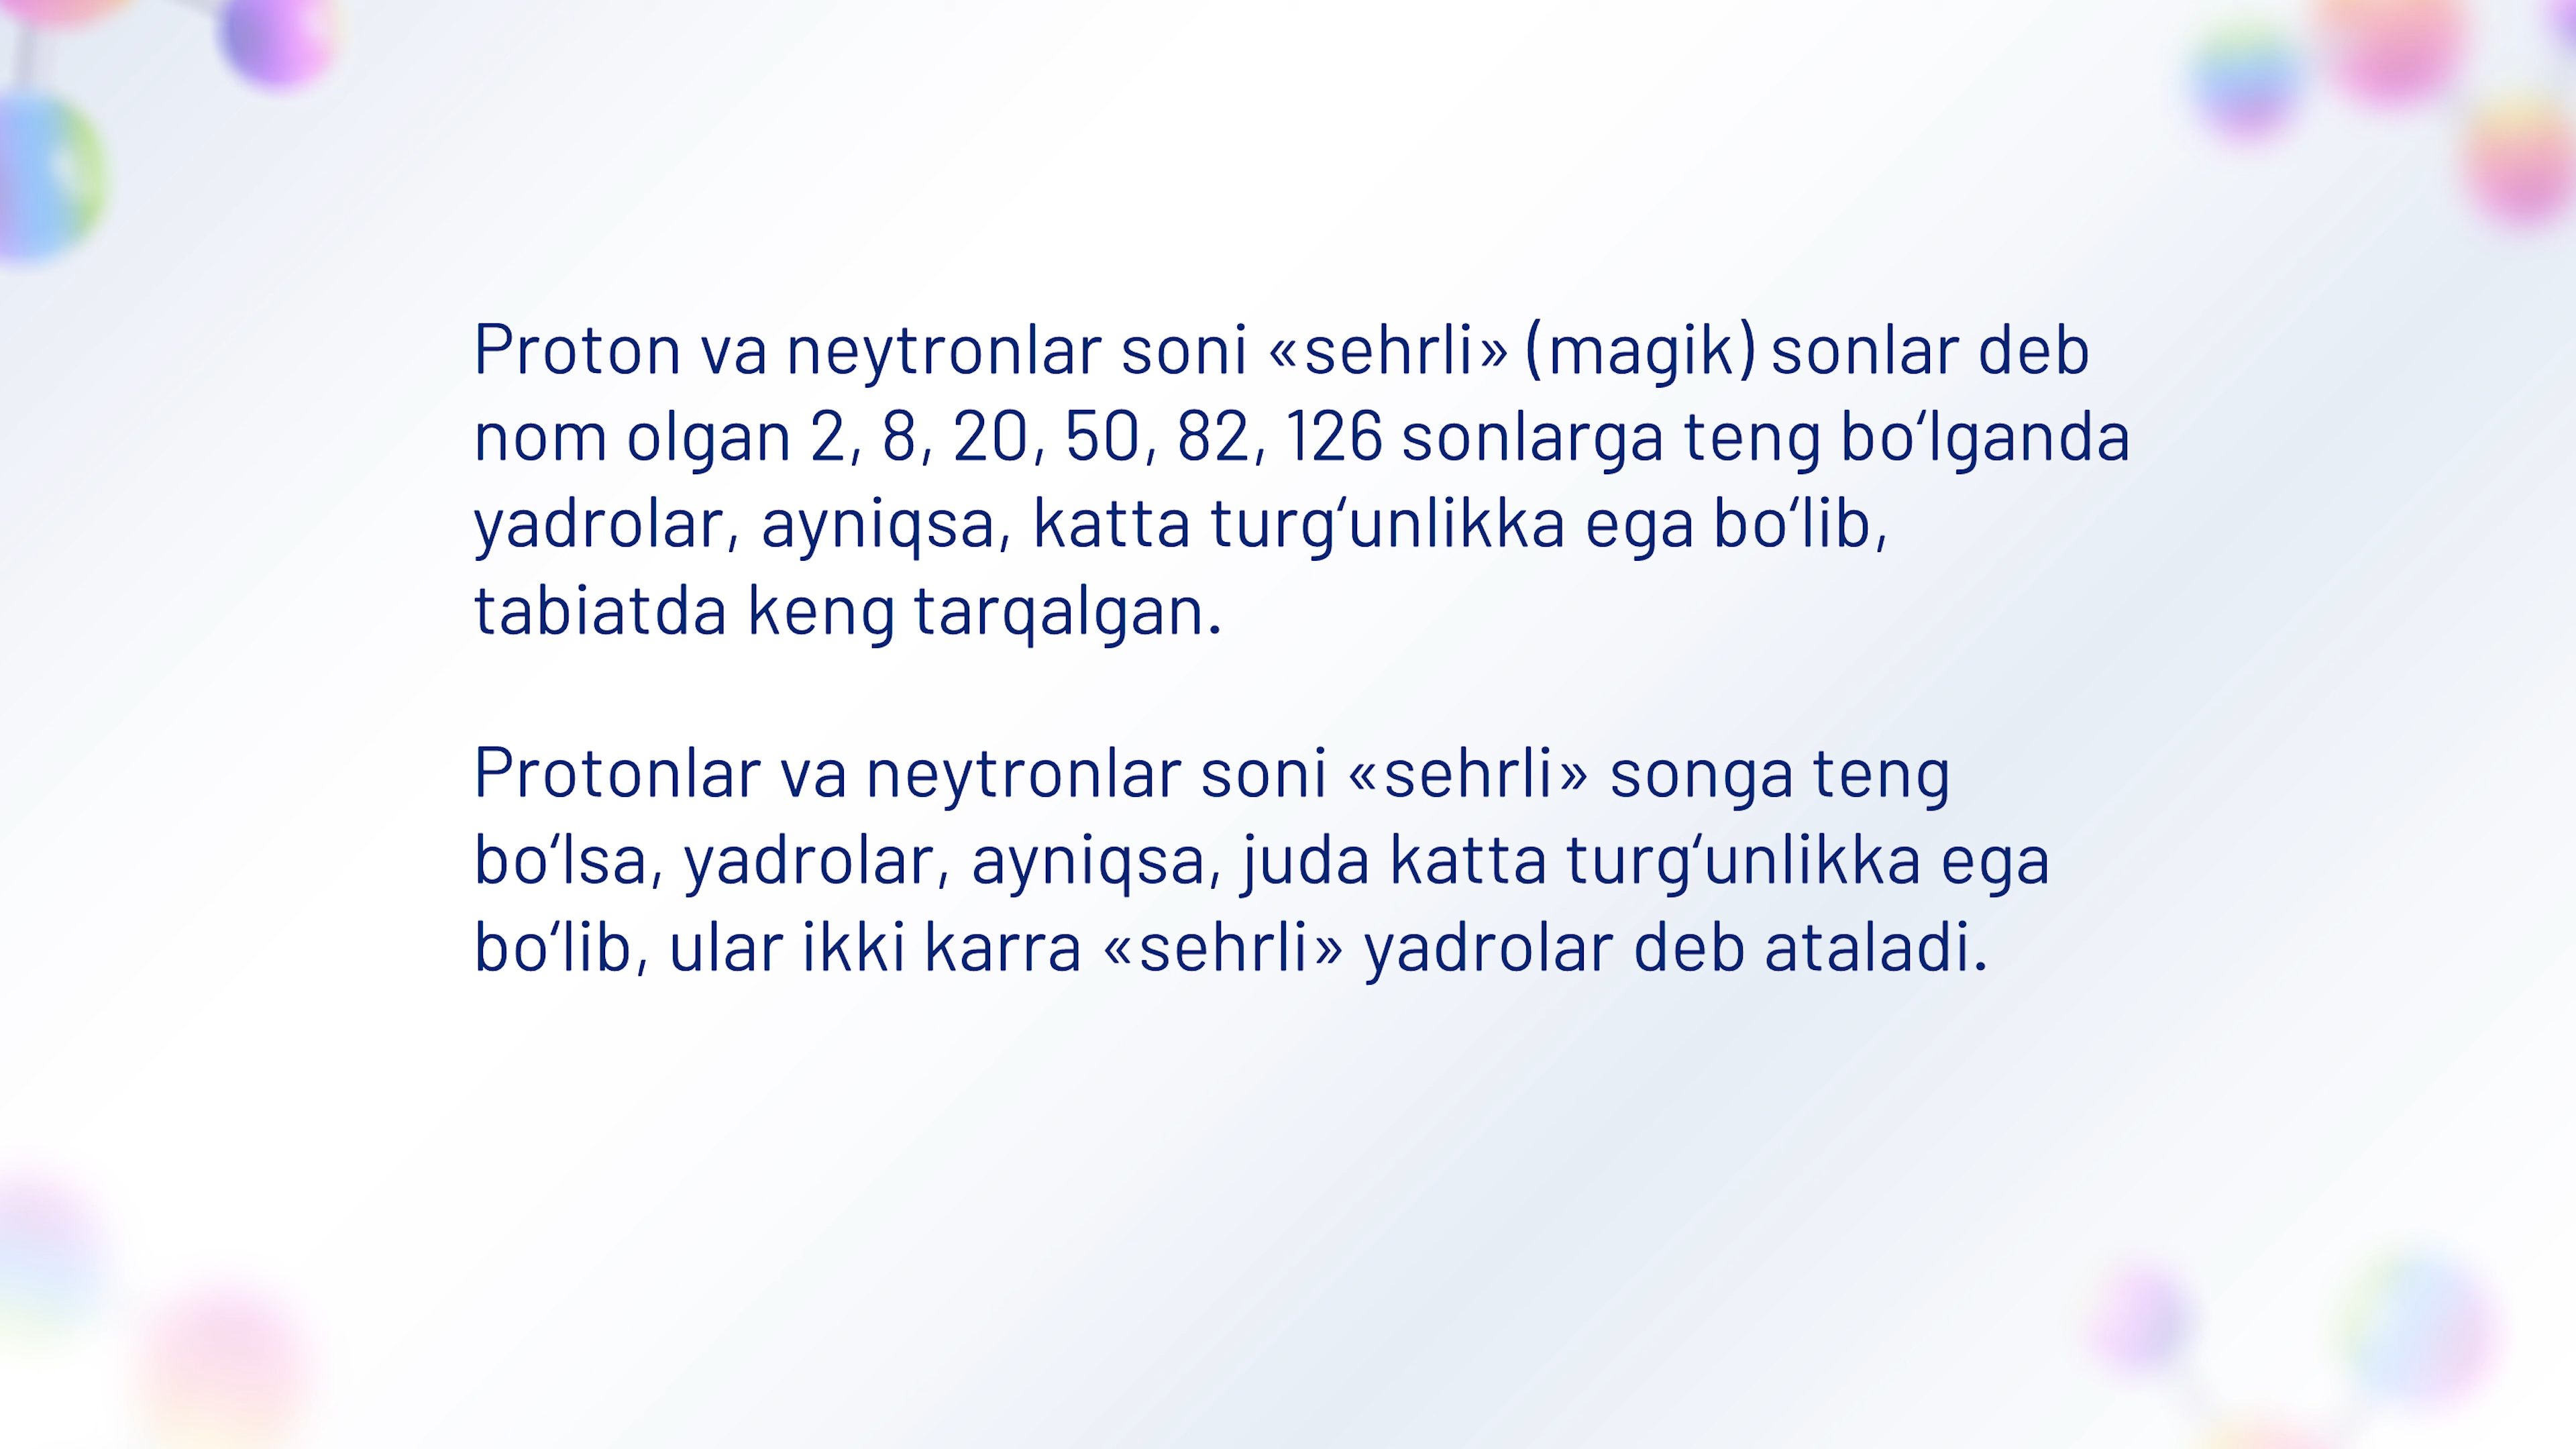 Proton va neytronlar soni «sehrli» (magik) sonlar deb
nom olgan 2, 8, 20, 50, 82, 126 sonlarga teng bo‘lganda
yadrolar, ayniqsa, katta turg‘unlikka ega bo‘lib,
tabiatda keng tarqalgan.
Protonlar va neytronlar soni «sehrli» songa teng
bo‘lsa, yadrolar, ayniqsa, juda katta turg‘unlikka ega
bo‘lib, ular ikki karra «sehrli» yadrolar deb ataladi.